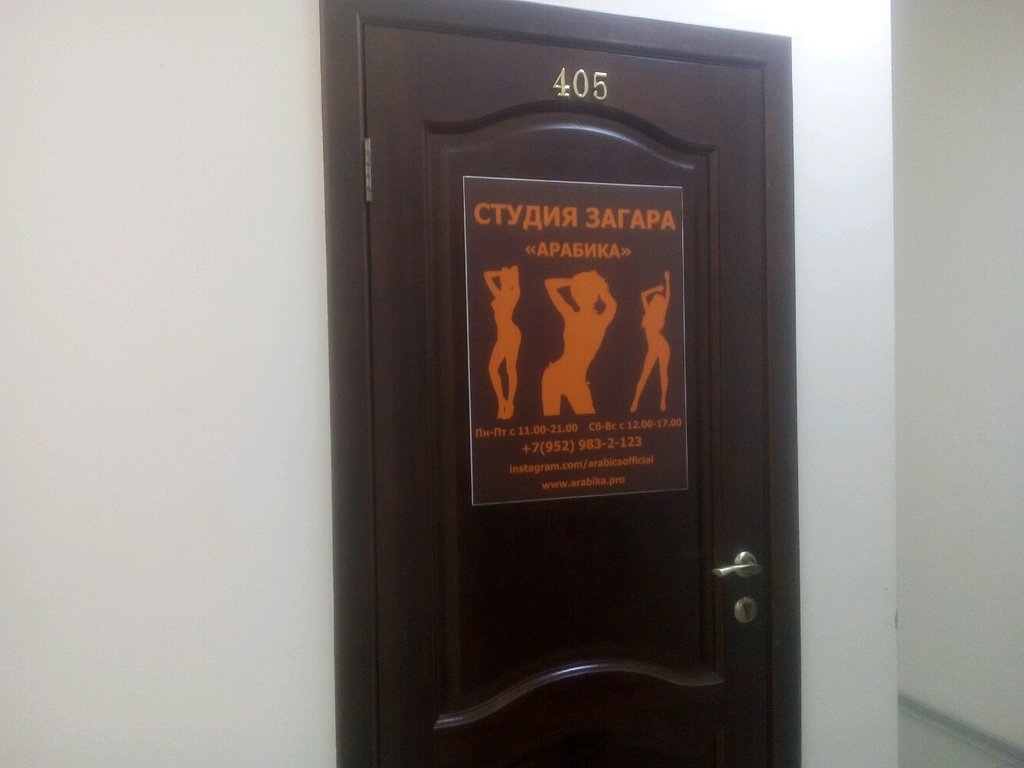 405
СТУДИЯ ЗАГАРА
«АРАБИКА»
Пн-Пт с 11.00-21.00 Сб-Вс с 12.00-17.00
+7(952) 983-2-123
instagram.com/arabicaofficial
www.arabika.pro